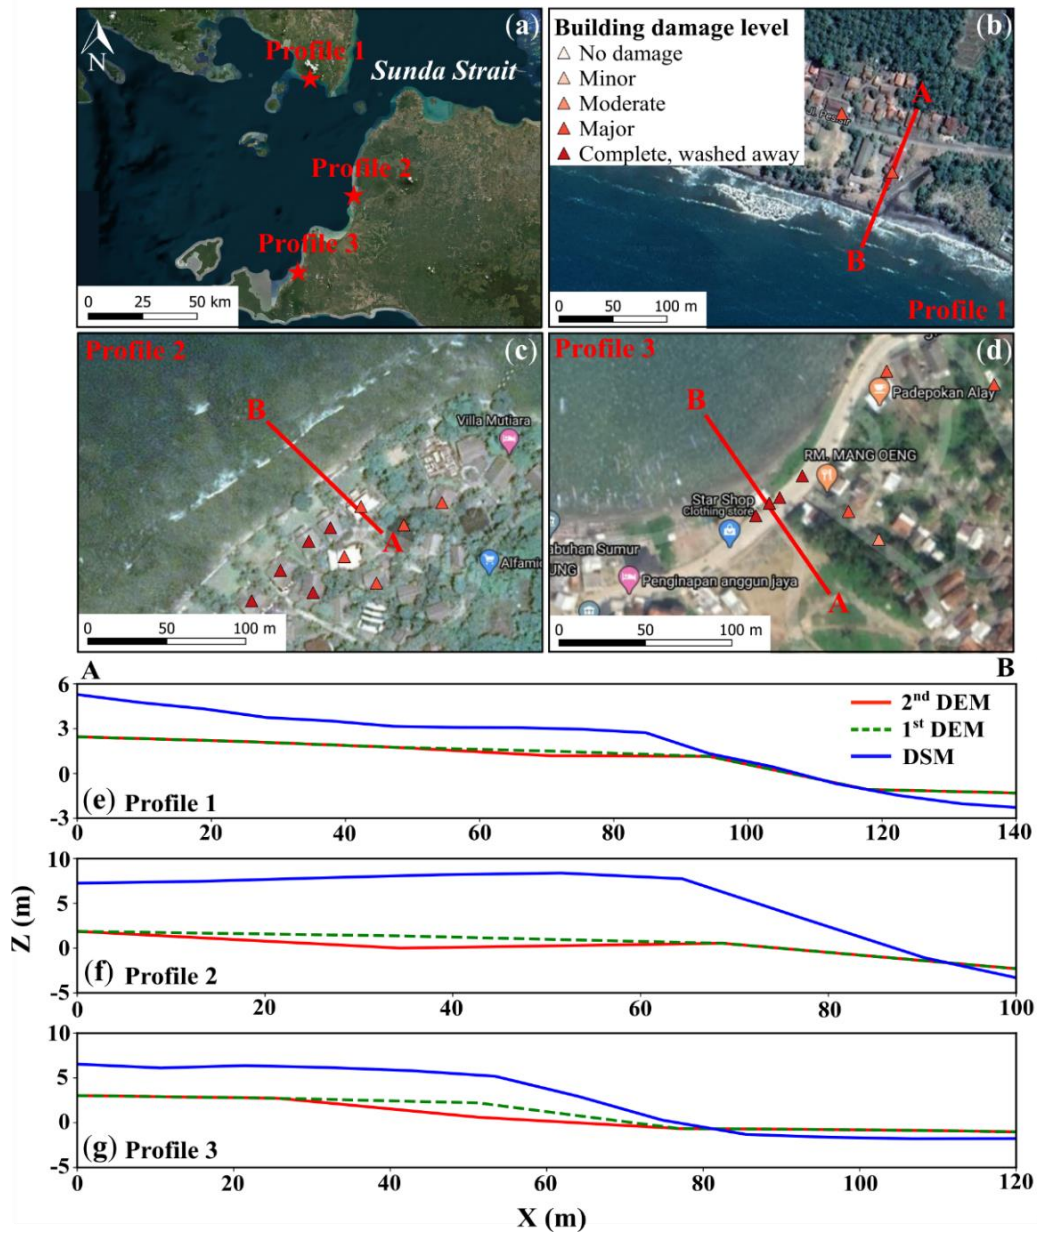 (a)
N
Profile 1
Sunda Strait
Profile 2
Profile 3
0 25 50 km
(b)
Building damage level
No damage
Minor
Moderate
Major
Complete, washed away
A
B
0 50 100 m
Profile 1
Profile 2
(c)
B
Villa Mutiara
A
Alfami
0 50 100 m
Profile 3
(d)
B
Padepokan Alay
RM. MANG OENG
Star Shop
Clothing store
abuhan Sumur
JNG
Penginapan anggun jaya
A
0 50 100 m
A B
6
3
0
-3
2nd DEM
1st DEM
DSM
(e) Profile 1
0 20 40 60 80 100 120 140
10
5
0
-5
(f) Profile 2
0 20 40 60 80 100
Z (m)
10
5
0
-5
(g) Profile 3
0 20 40 60 80 100 120
X (m)